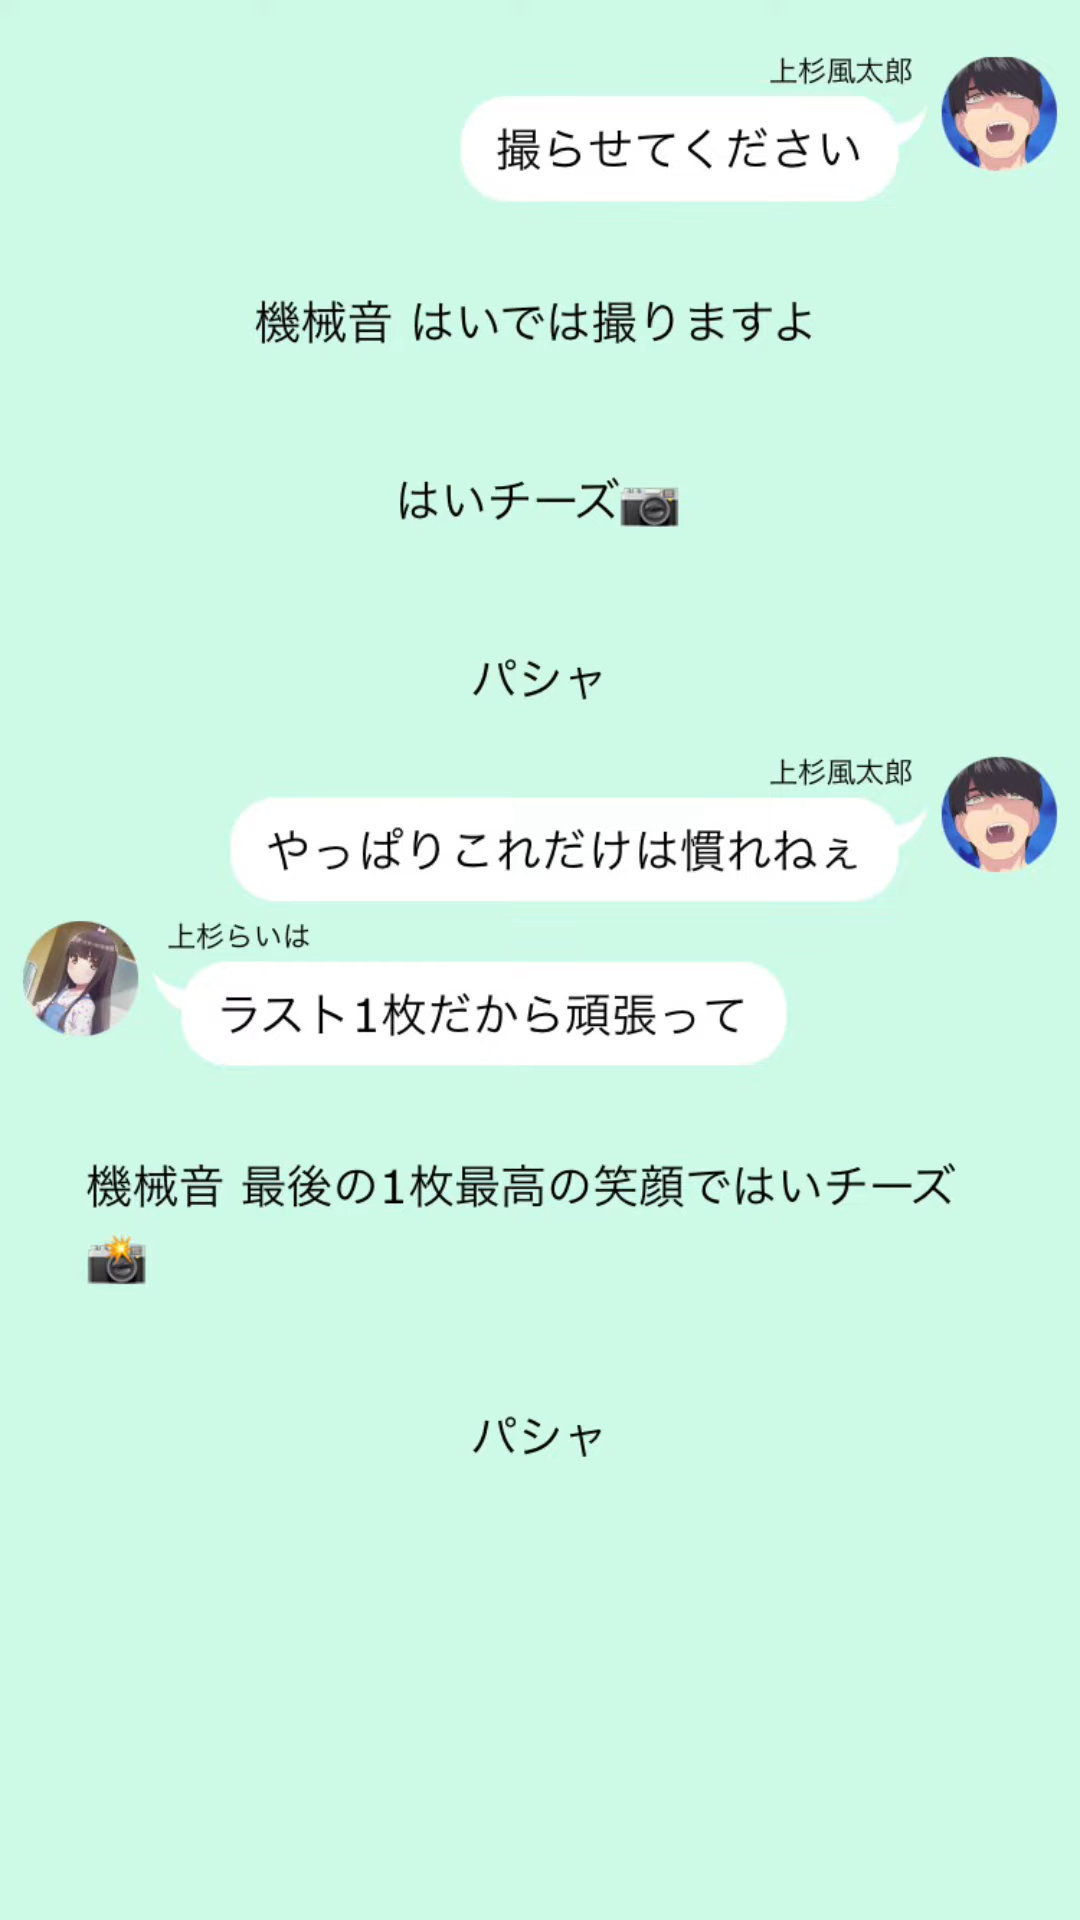 上杉風太郎
撮らせてください
機械音 はいでは撮りますよ
はいチーズ📷
パシャ
上杉風太郎
やっぱりこれだけは慣れねぇ
上杉らいは
ラスト1枚だから頑張って
機械音 最後の1枚最高の笑顔ではいチーズ
📸
パシャ